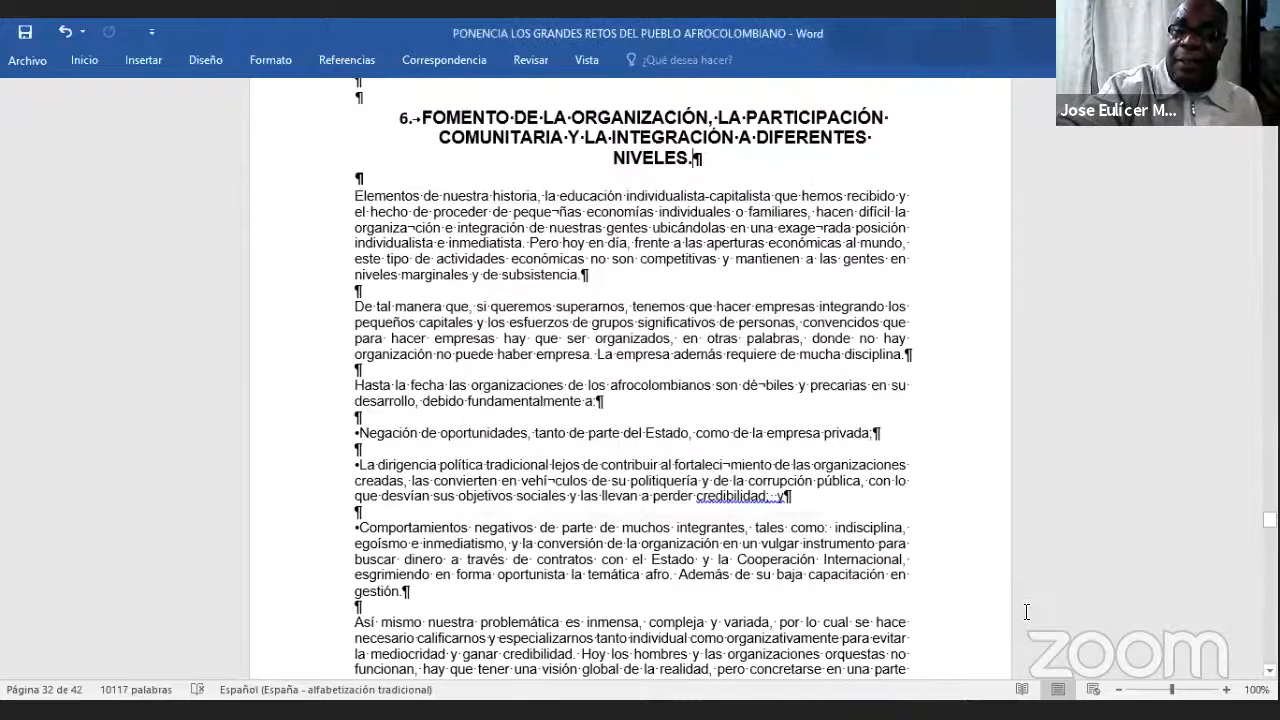 PONENCIA LOS GRANDES RETOS DEL PUEBLO AFROCOLOMBIANO - Word
Archivo Inicio Insertar Diseño Formato Referencias Correspondencia Revisar Vista ¿Qué desea hacer?
Jose Eulícer M...
6. FOMENTO DE LA ORGANIZACIÓN, LA PARTICIPACIÓN
COMUNITARIA Y LA INTEGRACIÓN A DIFERENTES
NIVELES.¶
Elementos de nuestra historia, la educación individualista-capitalista que hemos recibido y
el hecho de proceder de peque¬ñas economías individuales o familiares, hacen difícil la
organiza¬ción e integración de nuestras gentes ubicándolas en una exage¬rada posición
individualista e inmediatista. Pero hoy en día, frente a las aperturas económicas al mundo,
este tipo de actividades económicas no son competitivas y mantienen a las gentes en
niveles marginales y de subsistencia.¶
De tal manera que, si queremos superarnos, tenemos que hacer empresas integrando los
pequeños capitales y los esfuerzos de grupos significativos de personas, convencidos que
para hacer empresas hay que ser organizados, en otras palabras, donde no hay
organización no puede haber empresa. La empresa además requiere de mucha disciplina.¶
Hasta la fecha las organizaciones de los afrocolombianos son dé¬biles y precarias en su
desarrollo, debido fundamentalmente a:¶
•Negación de oportunidades, tanto de parte del Estado, como de la empresa privada;¶
•La dirigencia política tradicional lejos de contribuir al fortaleci¬miento de las organizaciones
creadas, las convierten en vehí¬culos de su politiquería y de la corrupción pública, con lo
que desvían sus objetivos sociales y las llevan a perder credibilidad; y¶
•Comportamientos negativos de parte de muchos integrantes, tales como: indisciplina,
egoísmo e inmediatismo, y la conversión de la organización en un vulgar instrumento para
buscar dinero a través de contratos con el Estado y la Cooperación Internacional,
esgrimiendo en forma oportunista la temática afro. Además de su baja capacitación en
gestión.¶
Así mismo nuestra problemática es inmensa, compleja y variada, por lo cual se hace
necesario calificarnos y especializarnos tanto individual como organizativamente para evitar
la mediocridad y ganar credibilidad. Hoy los hombres y las organizaciones orquestas no
funcionan, hay que tener una visión global de la realidad, pero concretarse en una parte
zoom
Página 32 de 42 10117 palabras Español (España - alfabetización tradicional) 100%